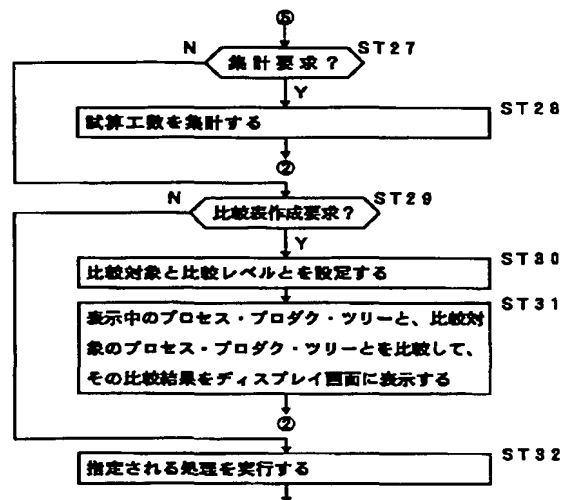 ⑤
N
集計要求？
ST27
Y
試算工数を集計する
ST28
②
N
比較表作成要求？
ST29
Y
比較対象と比較レベルとを設定する
ST30
表示中のプロセス・プロダク・ツリーと、比較対
象のプロセス・プロダク・ツリーとを比較して、
その比較結果をディスプレイ画面に表示する
ST31
②
指定される処理を実行する
ST32